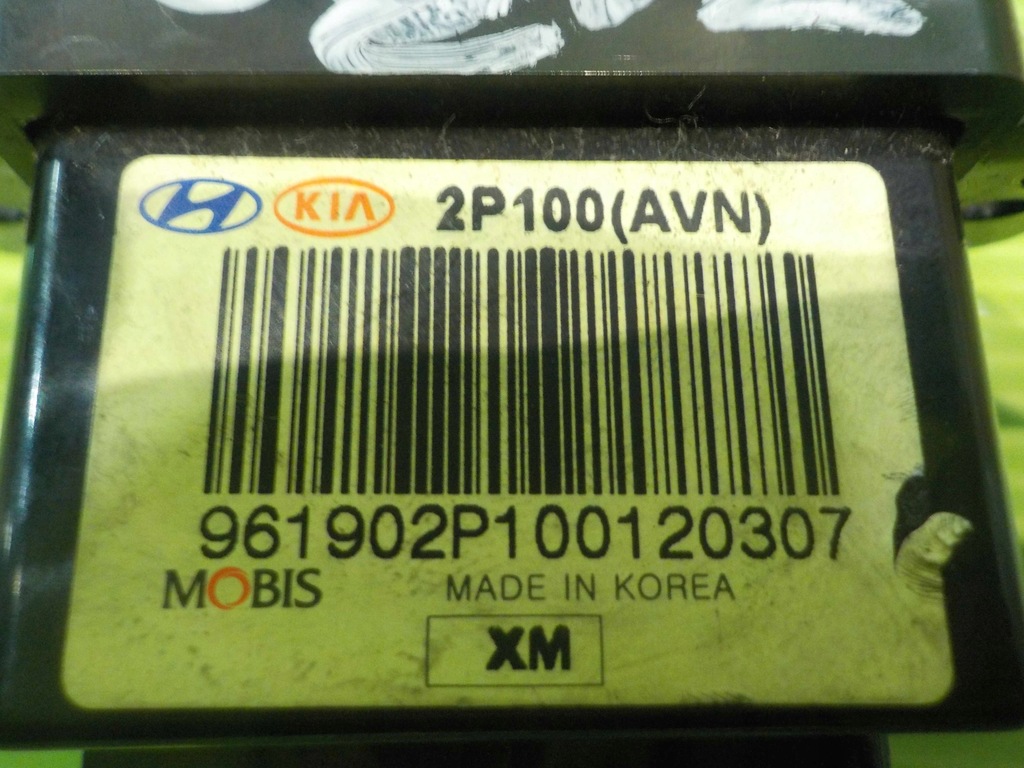 KIA 2P100(AVN)
961902P100120307
MOBIS MADE IN KOREA
XM